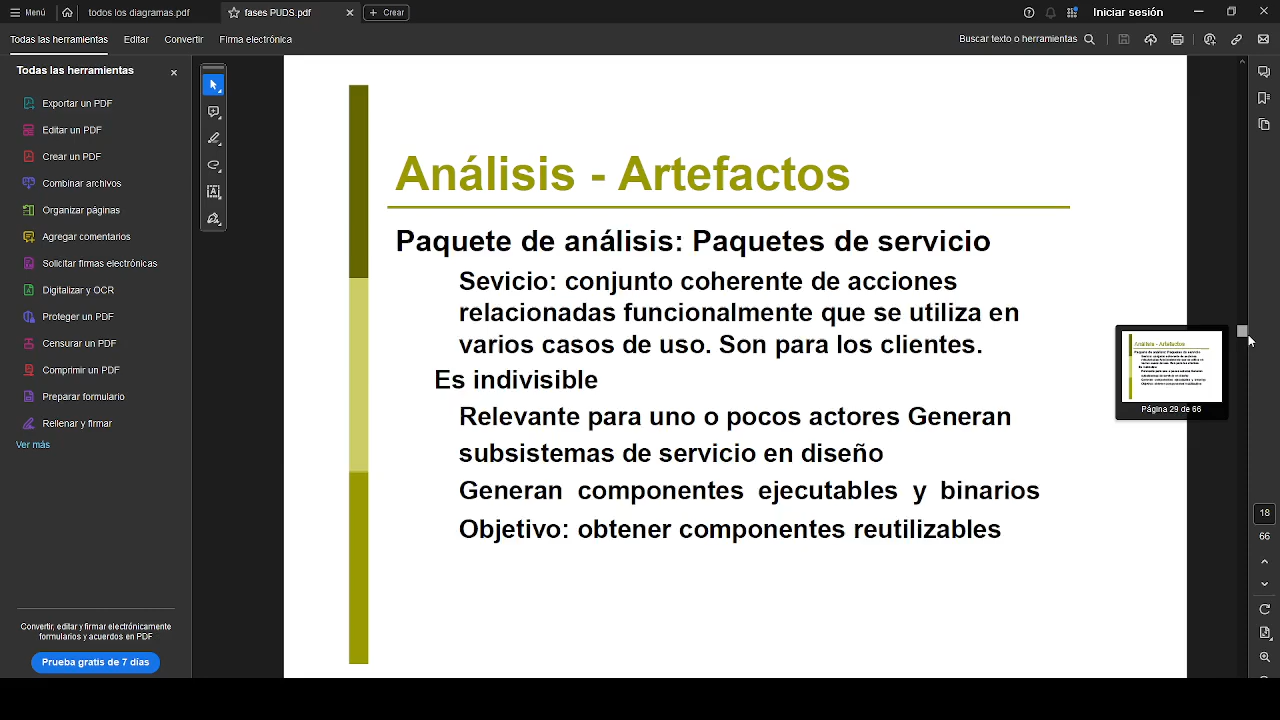 Menú
todos los diagramas.pdf
fases PUDS.pdf
Crear
Iniciar sesión
Todas las herramientas
Editar
Convertir
Firma electrónica
Buscar texto o herramientas
Todas las herramientas
Exportar un PDF
Editar un PDF
Crear un PDF
Combinar archivos
Organizar páginas
Agregar comentarios
Solicitar firmas electrónicas
Digitalizar y OCR
Proteger un PDF
Censurar un PDF
Comprimir un PDF
Preparar formulario
Rellenar y firmar
Ver más
Convertir, editar y firmar electrónicamente
formularios y acuerdos en PDF
Prueba gratis de 7 días
Análisis - Artefactos
Paquete de análisis: Paquetes de servicio
Sevicio: conjunto coherente de acciones
relacionadas funcionalmente que se utiliza en
varios casos de uso. Son para los clientes.
Es indivisible
Relevante para uno o pocos actores Generan
subsistemas de servicio en diseño
Generan componentes ejecutables y binarios
Objetivo: obtener componentes reutilizables
Análisis - Artefactos
Página 29 de 66
18
66